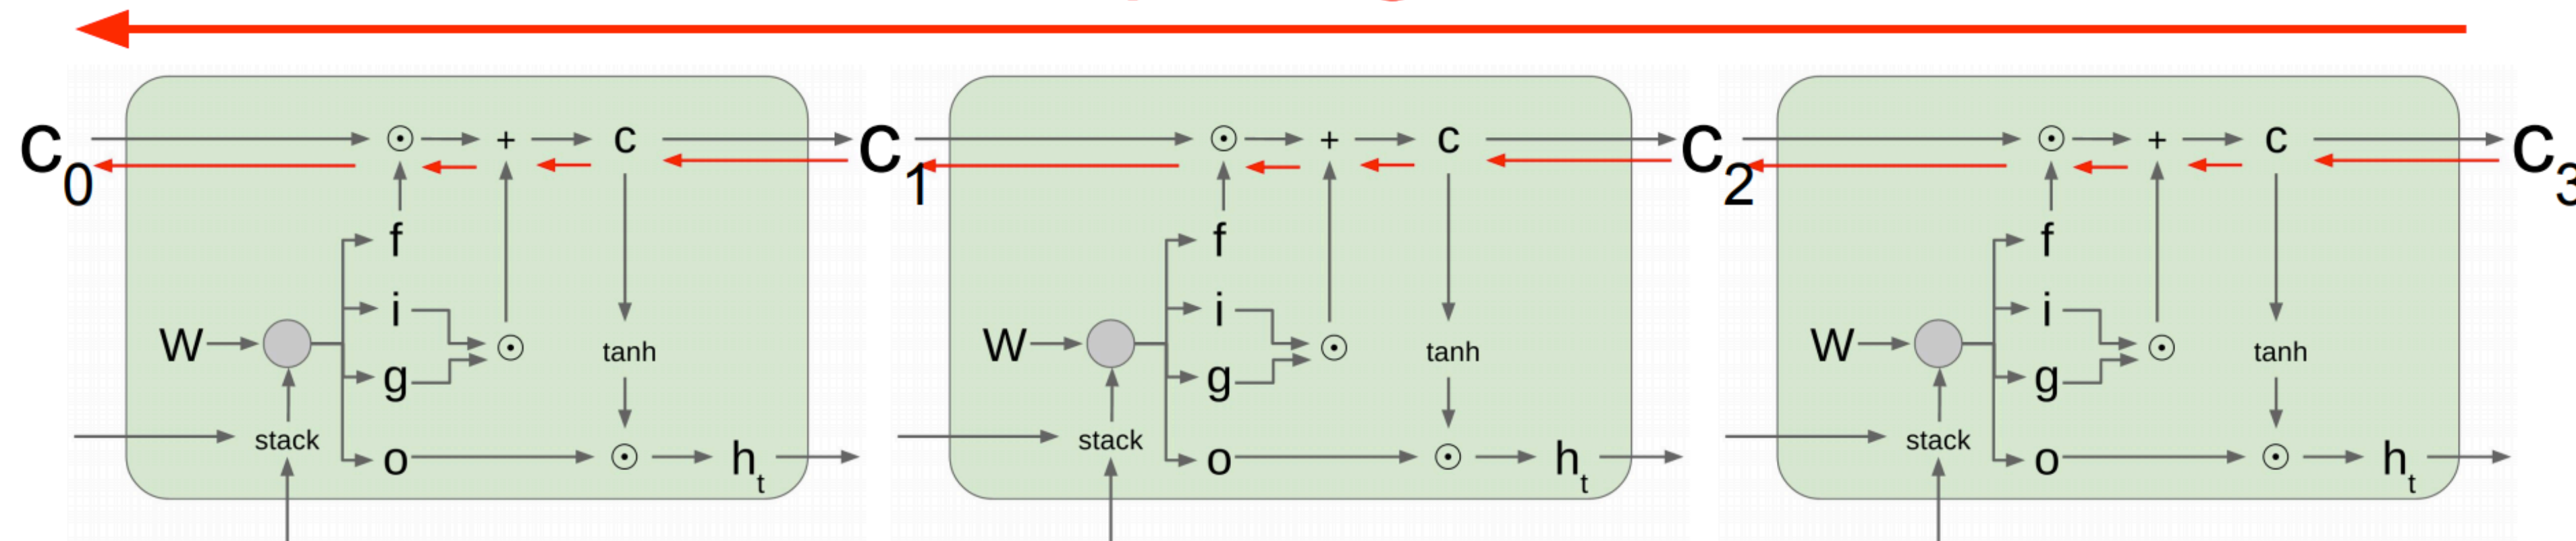 c0 ⊙ + c c1 ⊙ + c c2 ⊙ + c c3
f f f
i i i
W ⊙ tanh W ⊙ tanh W ⊙ tanh
g g g
stack stack stack
o ⊙ ht o ⊙ ht o ⊙ ht